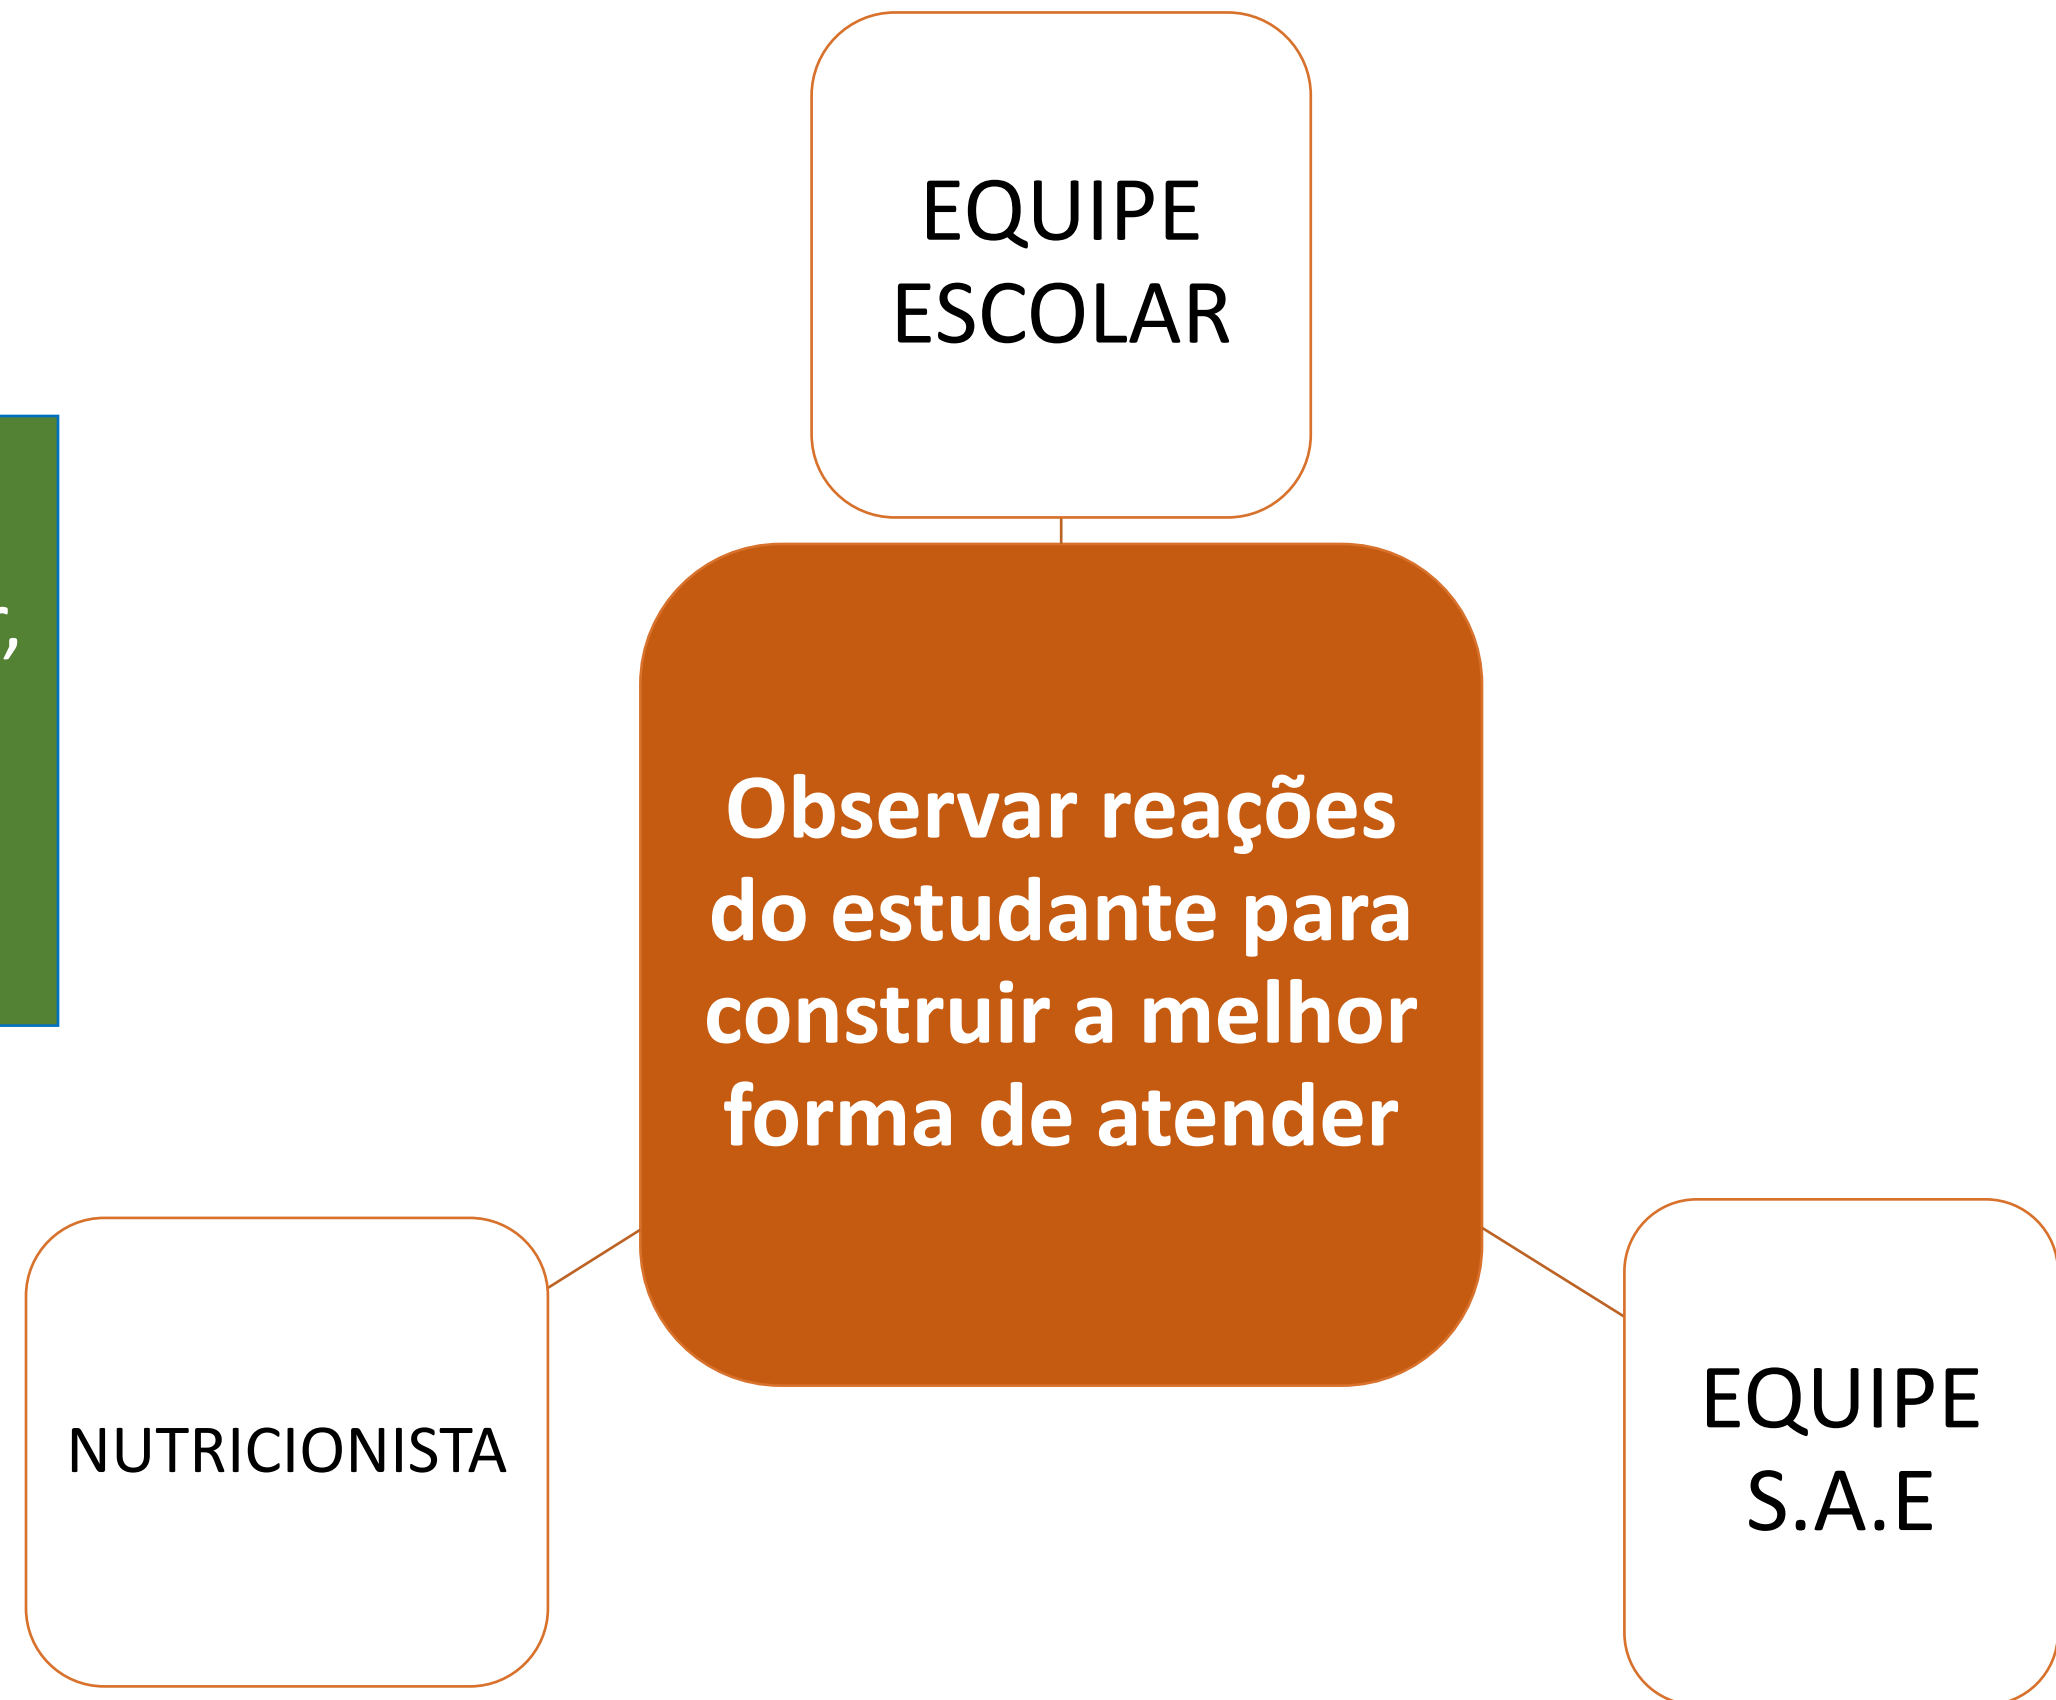 EQUIPE
ESCOLAR
Observar reações
do estudante para
construir a melhor
forma de atender
NUTRICIONISTA
EQUIPE
S.A.E